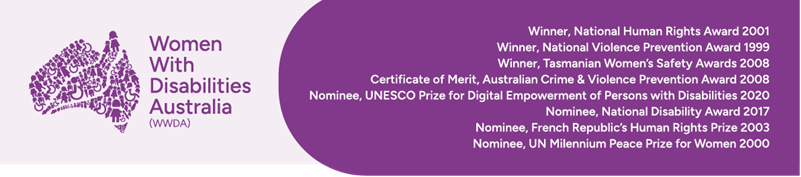 Women
With
Disabilities
Australia
(WWDA)
Winner, National Human Rights Award 2001
Winner, National Violence Prevention Award 1999
Winner, Tasmanian Women's Safety Awards 2008
Certificate of Merit, Australian Crime & Violence Prevention Award 2008
Nominee, UNESCO Prize for Digital Empowerment of Persons with Disabilities 2020
Nominee, National Disability Award 2017
Nominee, French Republic's Human Rights Prize 2003
Nominee, UN Milennium Peace Prize for Women 2000